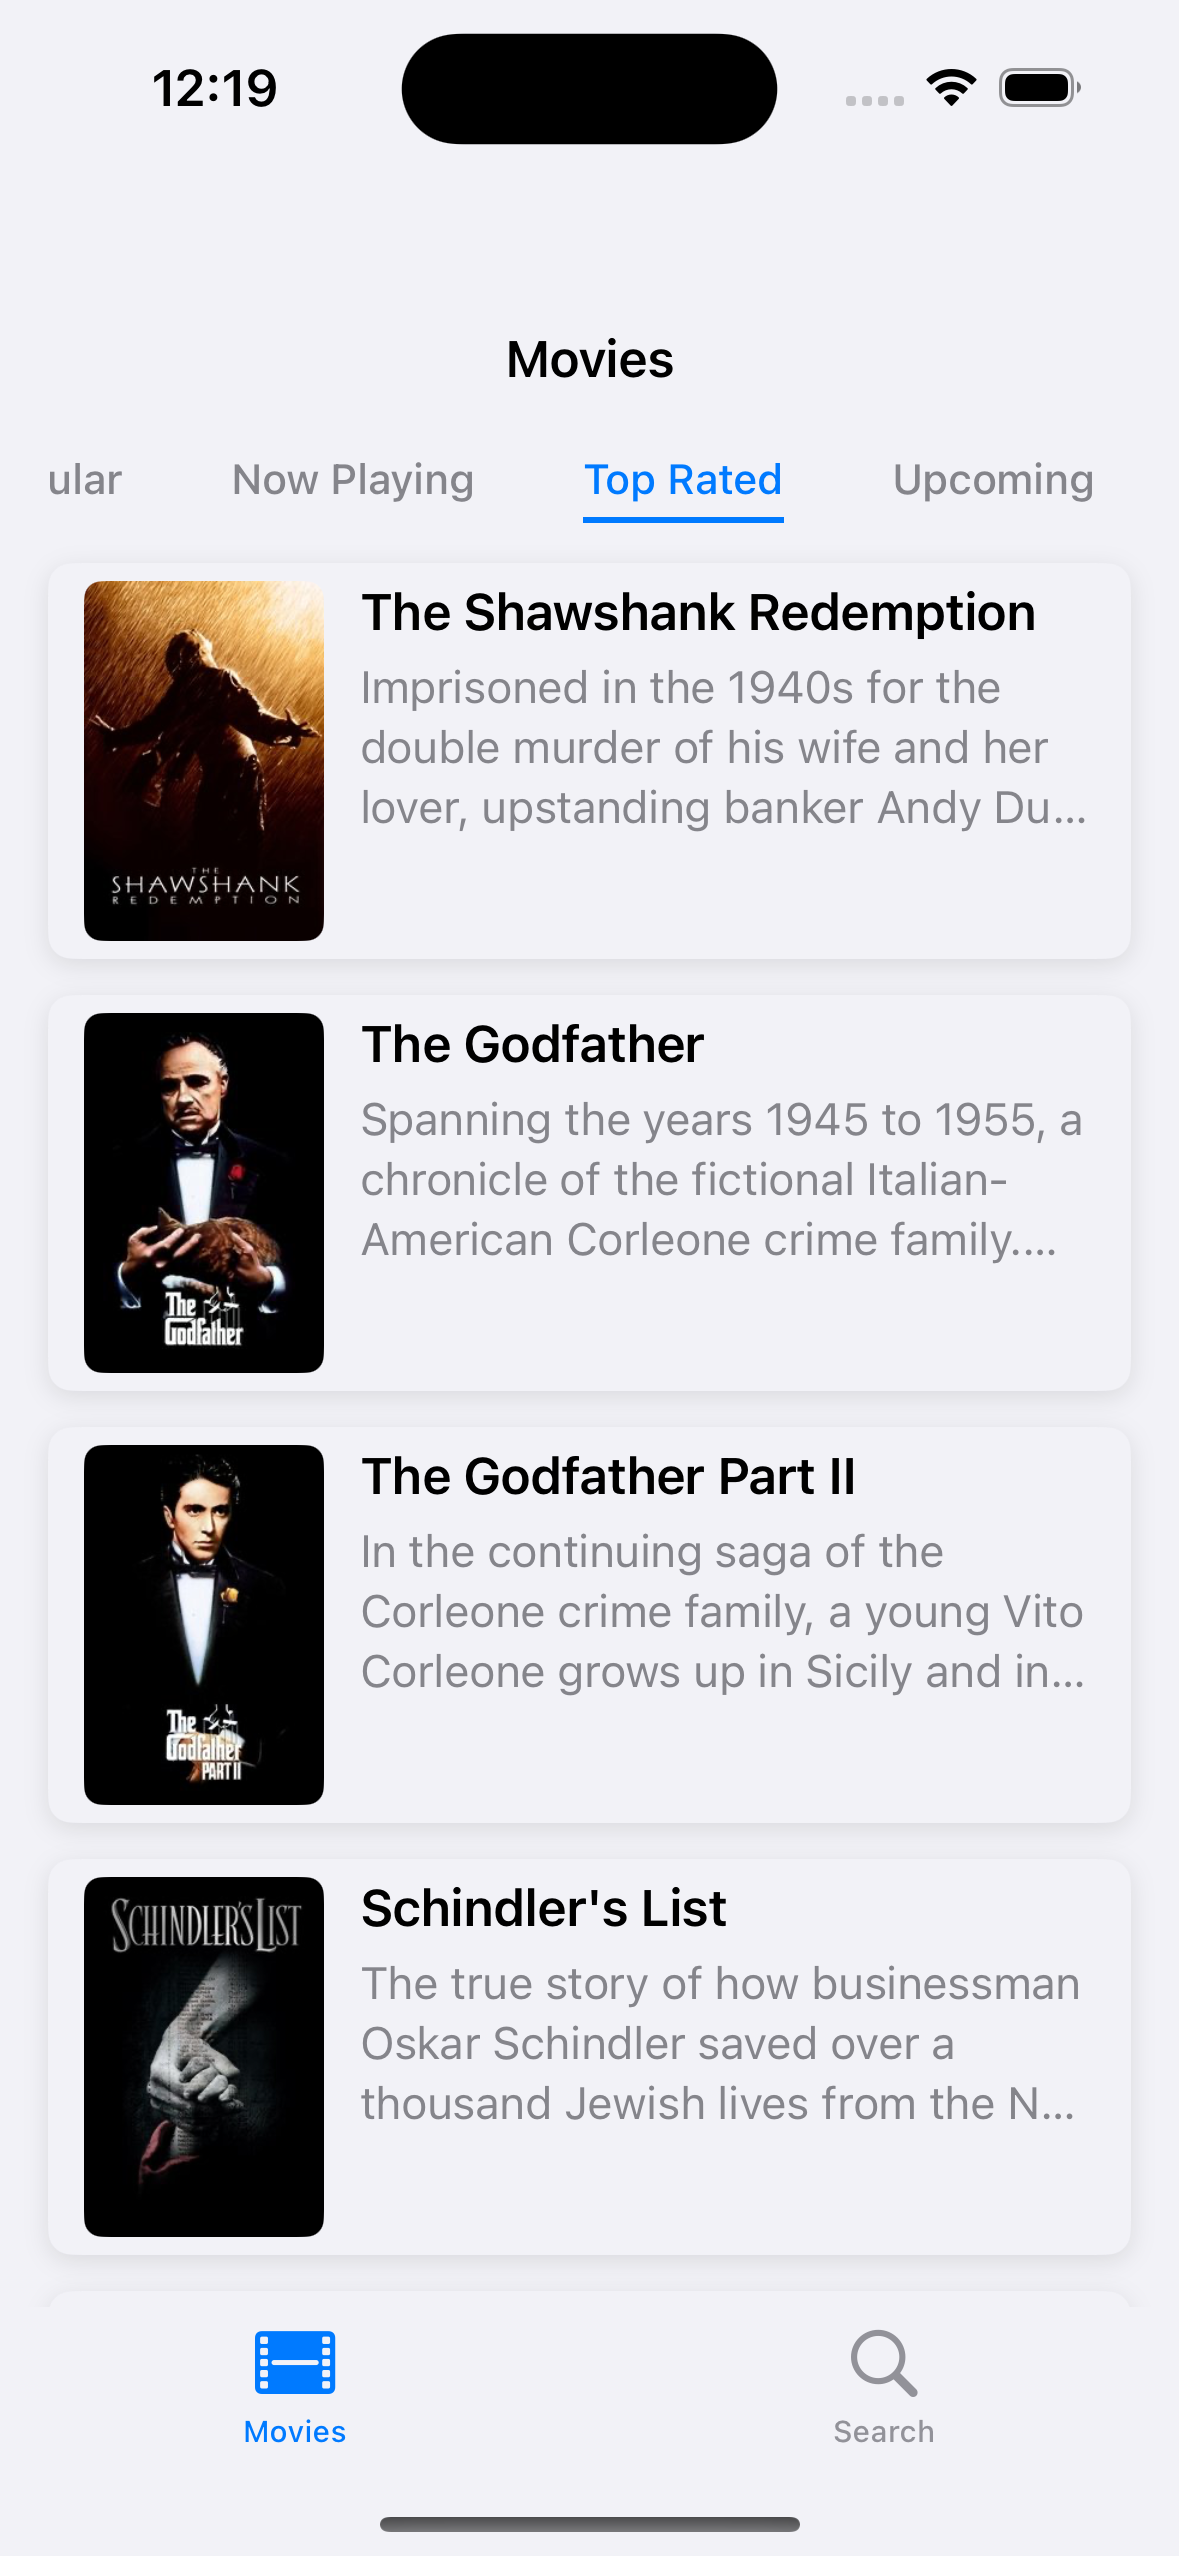 12:19
Movies
ular Now Playing Top Rated Upcoming
THE
SHAWSHANK
REDEMPTION
The Shawshank Redemption
Imprisoned in the 1940s for the
double murder of his wife and her
lover, upstanding banker Andy Du...
The
Godfather
The Godfather
Spanning the years 1945 to 1955, a
chronicle of the fictional Italian-
American Corleone crime family....
The
Godfather
PART II
The Godfather Part II
In the continuing saga of the
Corleone crime family, a young Vito
Corleone grows up in Sicily and in...
SCHINDLER'S LIST
Schindler's List
The true story of how businessman
Oskar Schindler saved over a
thousand Jewish lives from the N...
Movies
Search